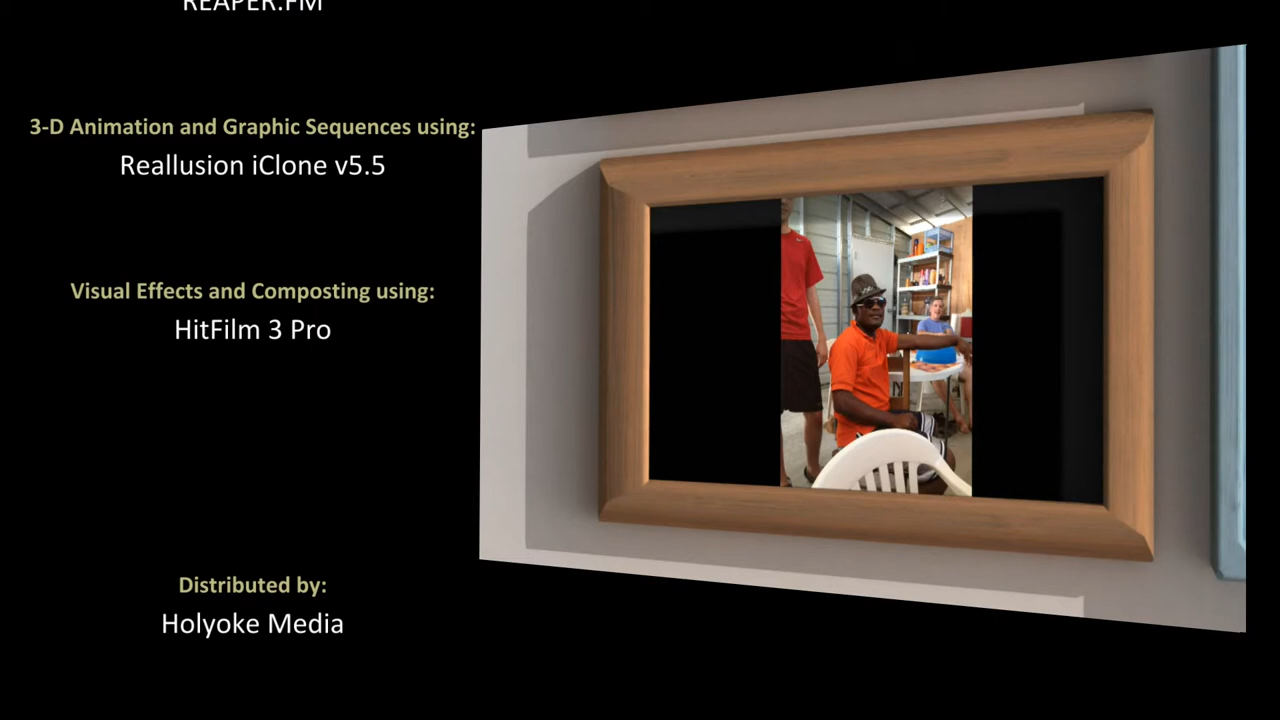 REAPER.FM
3-D Animation and Graphic Sequences using:
Reallusion iClone v5.5
Visual Effects and Composting using:
HitFilm 3 Pro
Distributed by:
Holyoke Media